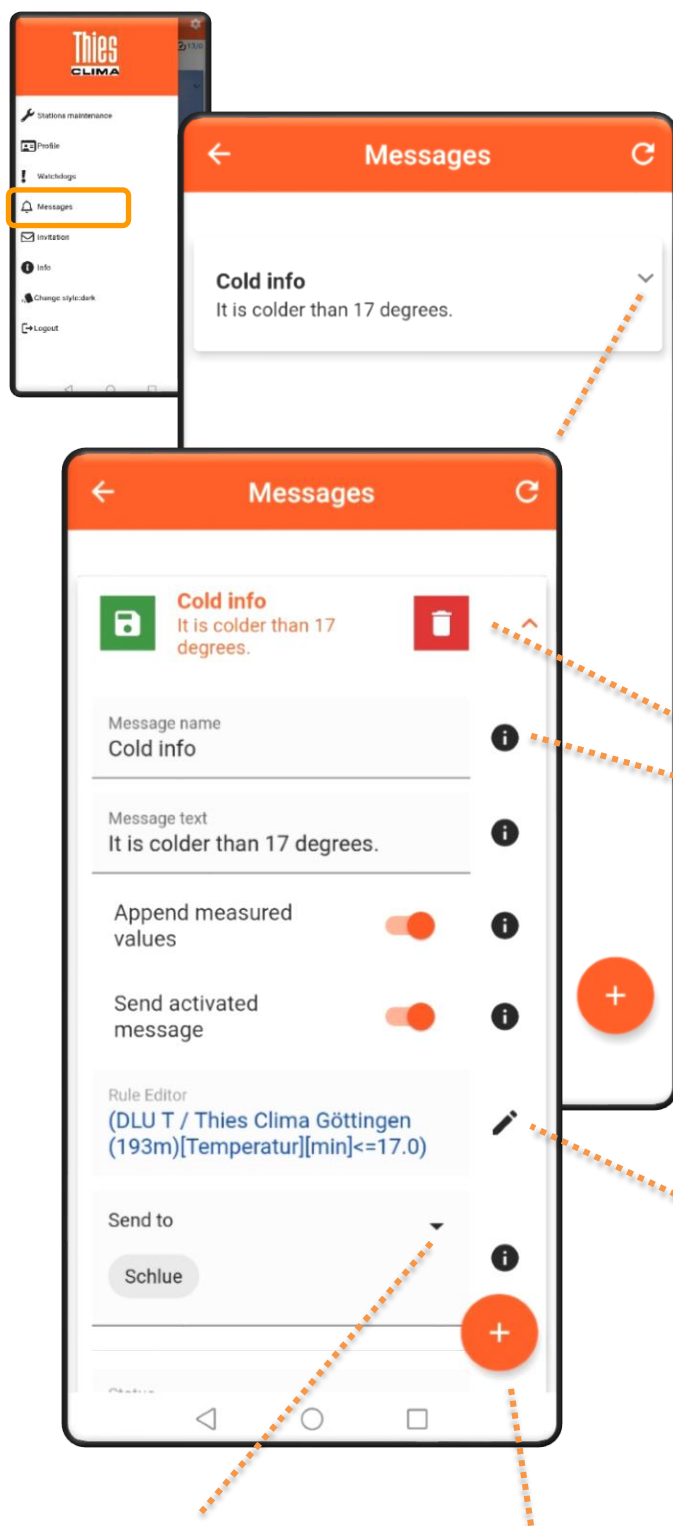 Thies
CLIMA
Stations maintenance
Profile
Watchdogs
Messages
Invitation
Info
Change style:dark
Logout
Messages
Cold info
It is colder than 17 degrees.
Messages
Cold info
It is colder than 17
degrees.
Message name
Cold info
Message text
It is colder than 17 degrees.
Append measured
values
Send activated
message
Rule Editor
(DLU T / Thies Clima Göttingen
(193m)[Temperatur][min]<=17.0)
Send to
Schlue